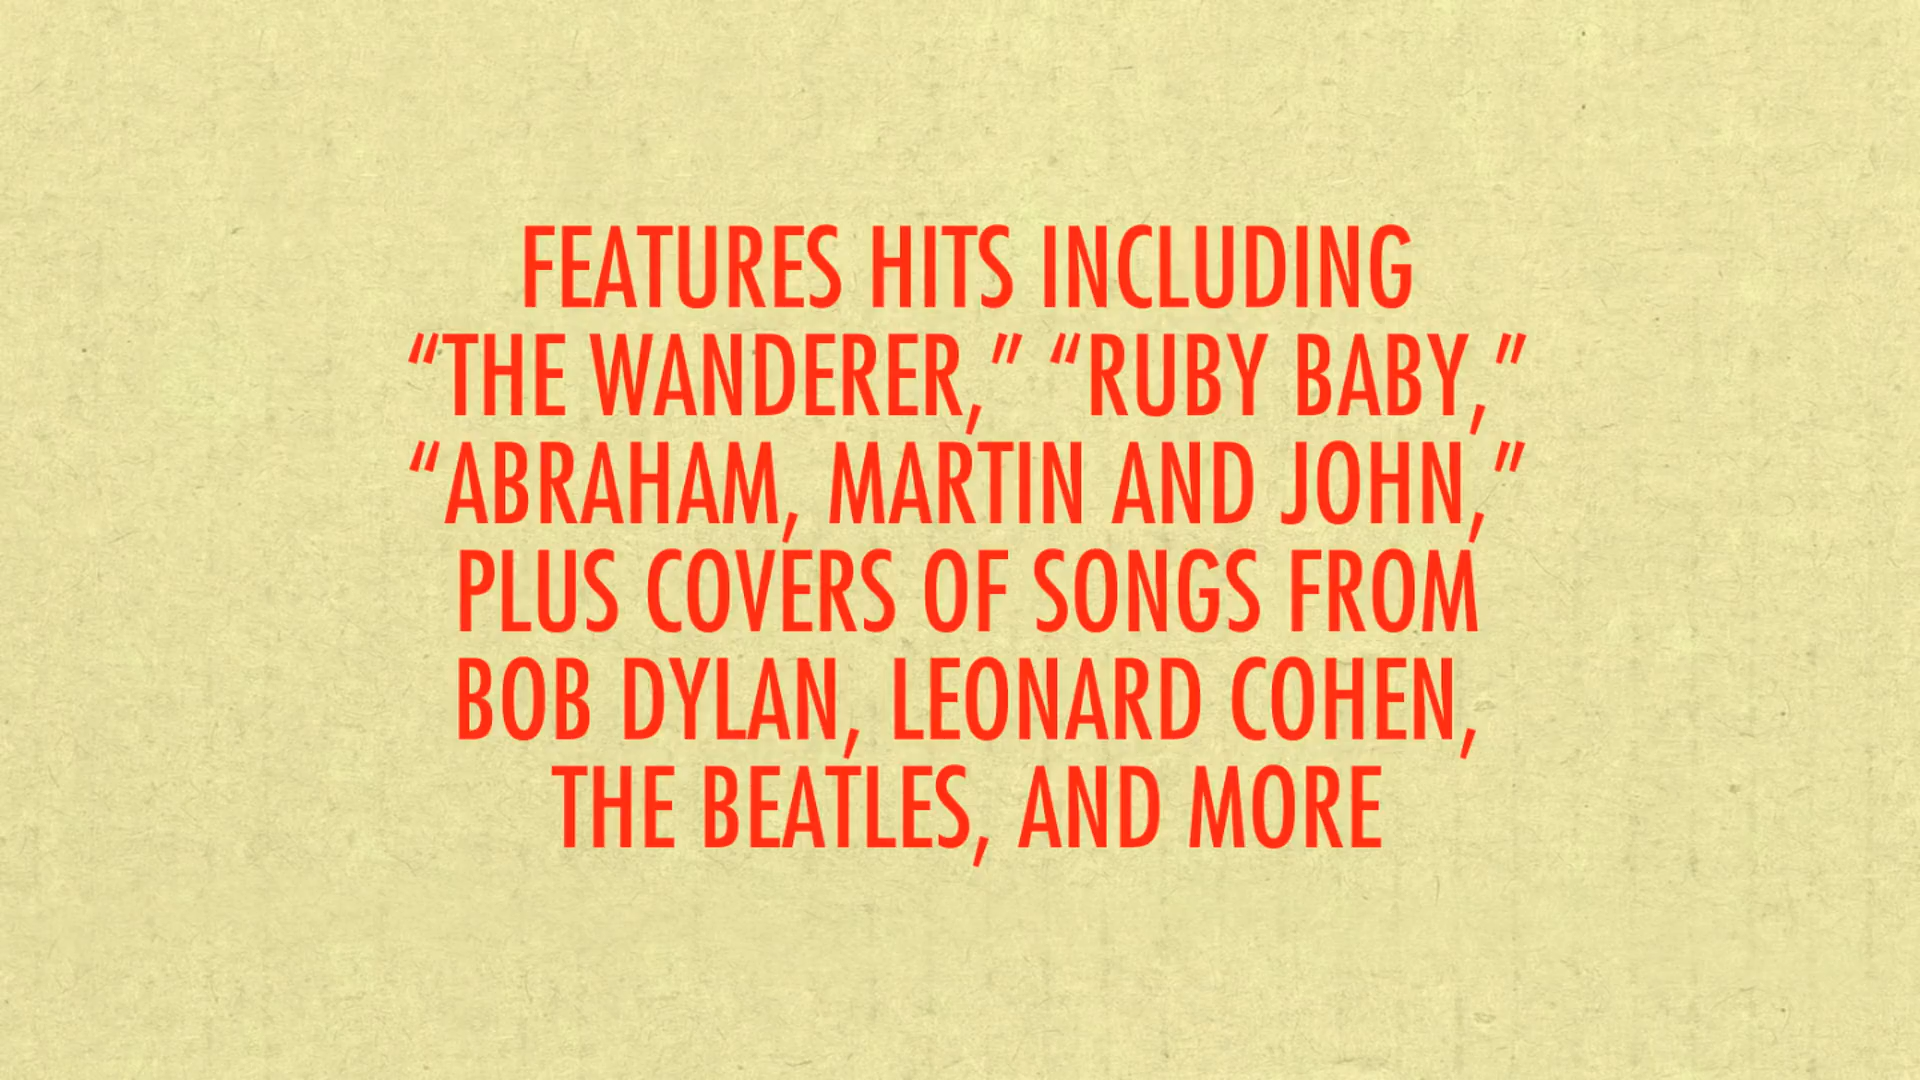 FEATURES HITS INCLUDING
“THE WANDERER,” “RUBY BABY,”
“ABRAHAM, MARTIN AND JOHN,”
PLUS COVERS OF SONGS FROM
BOB DYLAN, LEONARD COHEN,
THE BEATLES, AND MORE